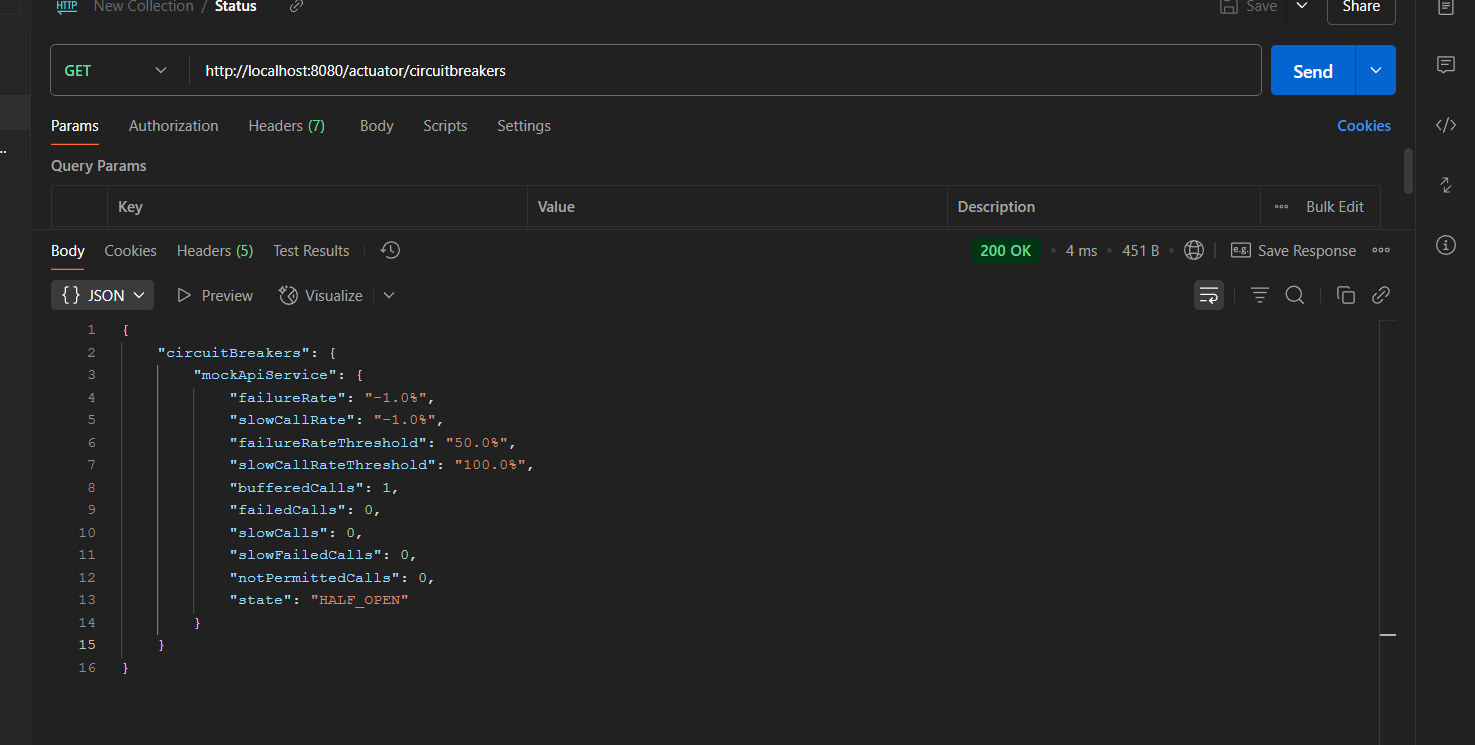 HTTP New Collection / Status Save Share
GET http://localhost:8080/actuator/circuitbreakers Send
Params Authorization Headers (7) Body Scripts Settings Cookies
Query Params
Key Value Description ••• Bulk Edit
Body Cookies Headers (5) Test Results 200 OK • 4 ms • 451 B • e.g. Save Response •••
{} JSON Preview Visualize
1 {
2 "circuitBreakers": {
3 "mockApiService": {
4 "failureRate": "-1.0%",
5 "slowCallRate": "-1.0%",
6 "failureRateThreshold": "50.0%",
7 "slowCallRateThreshold": "100.0%",
8 "bufferedCalls": 1,
9 "failedCalls": 0,
10 "slowCalls": 0,
11 "slowFailedCalls": 0,
12 "notPermittedCalls": 0,
13 "state": "HALF_OPEN"
14 }
15 }
16 }